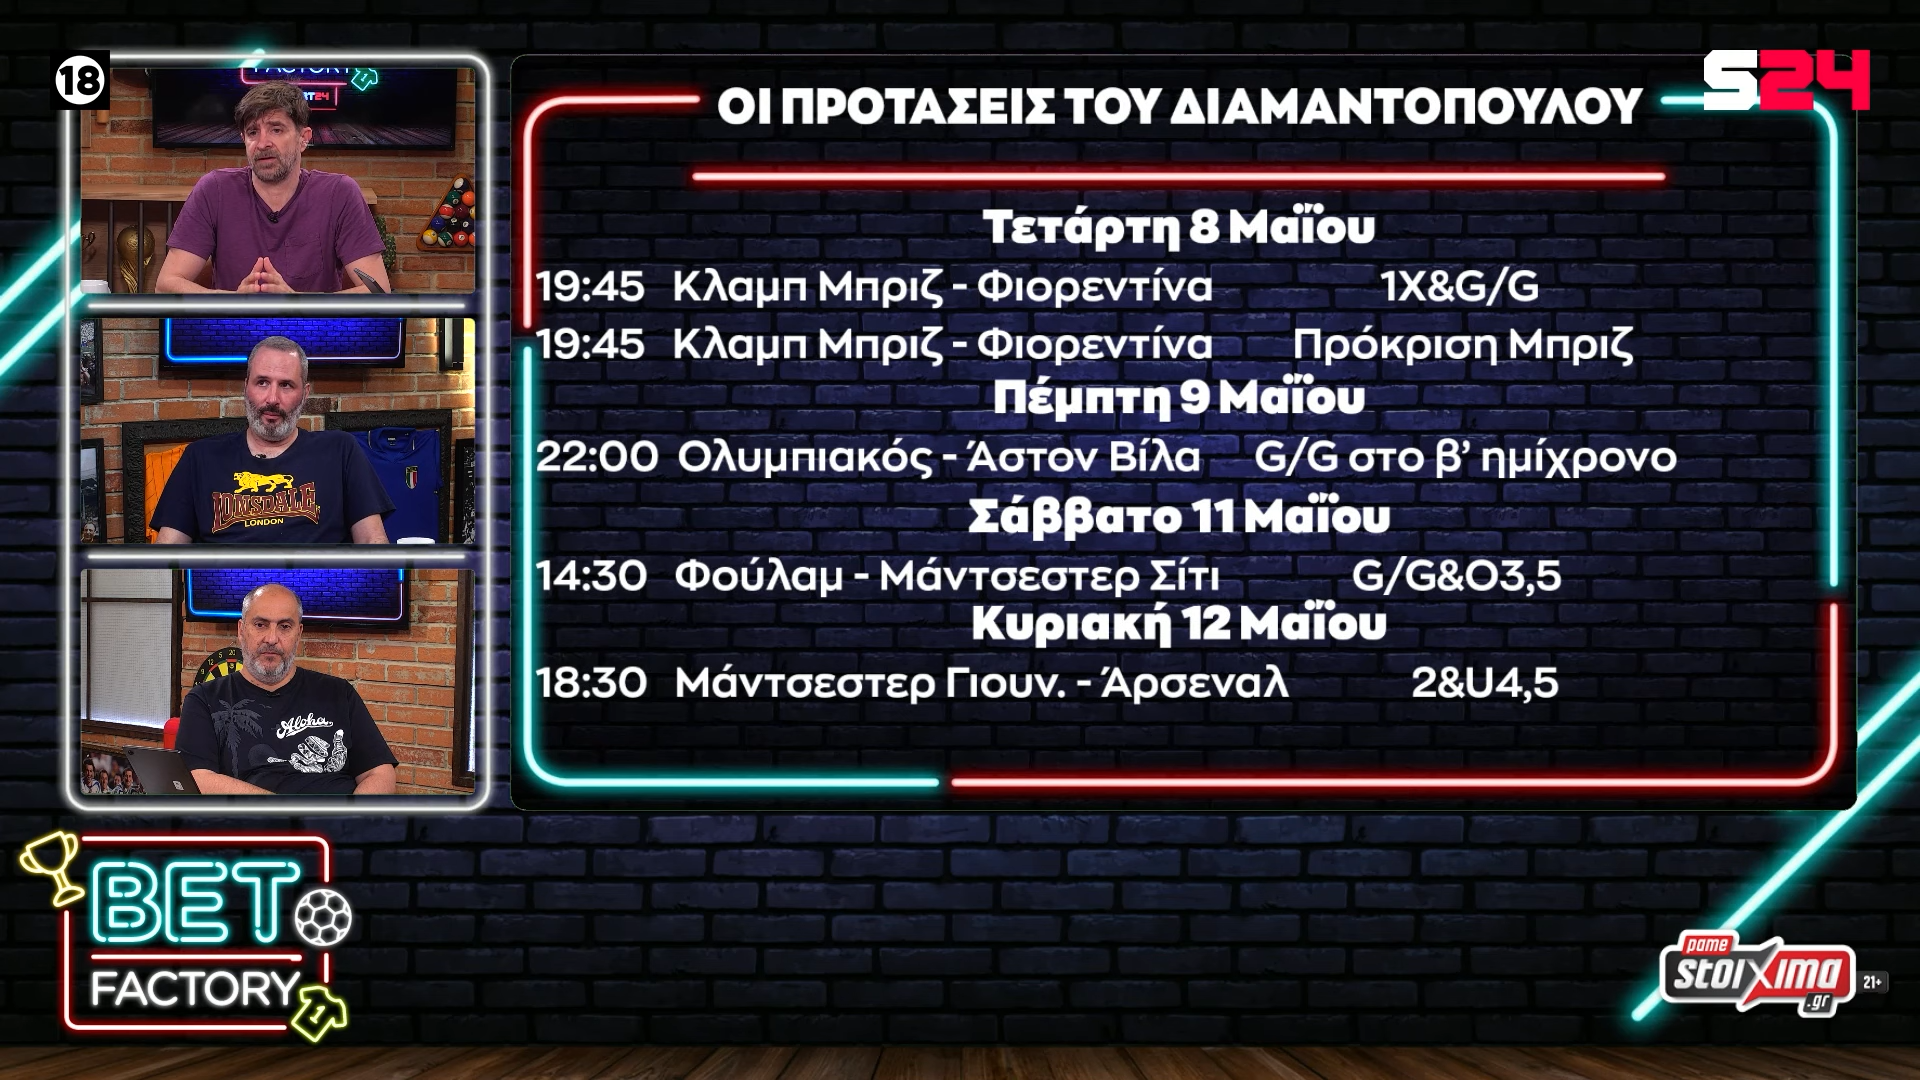 18
FACTORY
S24
ΟΙ ΠΡΟΤΑΣΕΙΣ ΤΟΥ ΔΙΑΜΑΝΤΟΠΟΥΛΟΥ
Τετάρτη 8 Μαΐου
19:45 Κλαμπ Μπριζ - Φιορεντίνα 1X&G/G
19:45 Κλαμπ Μπριζ - Φιορεντίνα Πρόκριση Μπριζ
Πέμπτη 9 Μαΐου
22:00 Ολυμπιακός - Άστον Βίλα G/G στο β’ ημίχρονο
Σάββατο 11 Μαΐου
14:30 Φούλαμ - Μάντσεστερ Σίτι G/G&O3,5
Κυριακή 12 Μαΐου
18:30 Μάντσεστερ Γιουν. - Άρσεναλ 2&U4,5
LONSDALE
LONDON
Aloha
BET
FACTORY
1
pame
stoixima
.gr
21+